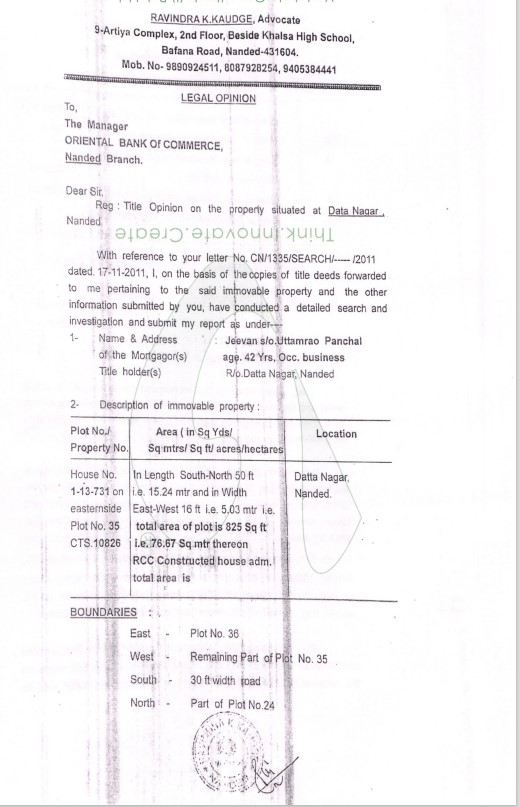 RAVINDRA K.KAUDGE, Advocate
9-Artiya Complex, 2nd Floor, Beside Khalsa High School,
Bafana Road, Nanded-431604.
Mob. No- 9890924511, 8087928254, 9405384441
LEGAL OPINION
To,
The Manager
ORIENTAL BANK Of COMMERCE,
Nanded Branch.
Dear Sir,
Reg : Title Opinion on the property situated at Data Nagar ,
Nanded
Think.Innovate.Create
With reference to your letter No. CN/1335/SEARCH/----- /2011
dated. 17-11-2011, I, on the basis of the copies of title deeds forwarded
to me pertaining to the said immovable property and the other
information submitted by you, have conducted a detailed search and
investigation and submit my report as under---
1- Name & Address : Jeevan s/o.Uttamrao Panchal
of the Mortgagor(s) age. 42 Yrs, Occ. business
Title holder(s) R/o.Datta Nagar, Nanded
2- Description of immovable property :
Plot No./ Area ( in Sq Yds/ Location
Property No. Sq.mtrs/ Sq ft/ acres/hectares
House No. In Length South-North 50 ft Datta Nagar,
1-13-731 on i.e. 15.24 mtr and in Width Nanded.
easternside East-West 16 ft i.e. 5.03 mtr i.e.
Plot No. 35 total area of plot is 825 Sq ft
CTS.10826 i.e.76.67 Sq.mtr thereon
RCC Constructed house adm,
total area is
BOUNDARIES :
East - Plot No. 36
West - Remaining Part of Plot No. 35
South - 30 ft width road
North - Part of Plot No.24